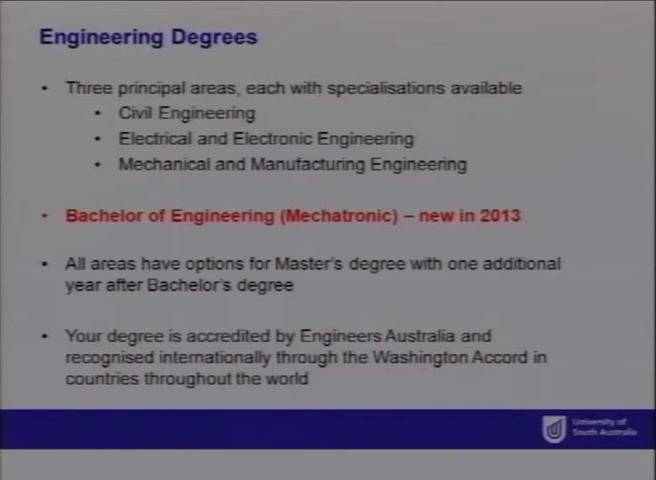 Engineering Degrees
• Three principal areas, each with specialisations available
• Civil Engineering
• Electrical and Electronic Engineering
• Mechanical and Manufacturing Engineering
• Bachelor of Engineering (Mechatronic) – new in 2013
• All areas have options for Master's degree with one additional
year after Bachelor's degree
• Your degree is accredited by Engineers Australia and
recognised internationally through the Washington Accord in
countries throughout the world
University of
South Australia